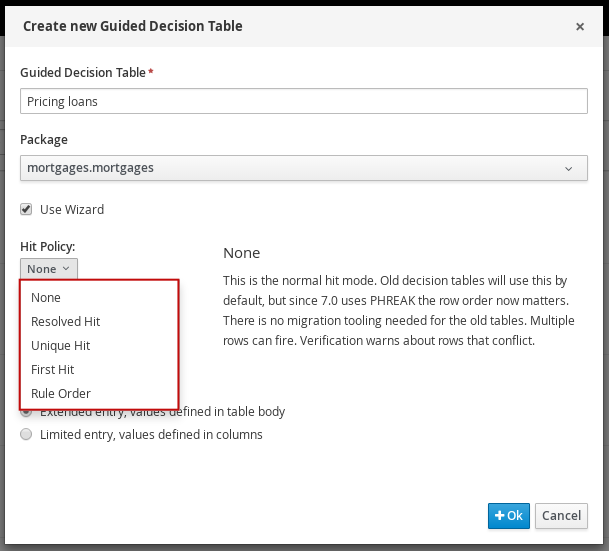 Create new Guided Decision Table
×
Guided Decision Table*
Pricing loans
Package
mortgages.mortgages
Use Wizard
Hit Policy:
None
None
Resolved Hit
Unique Hit
First Hit
Rule Order
None
This is the normal hit mode. Old decision tables will use this by
default, but since 7.0 uses PHREAK the row order now matters.
There is no migration tooling needed for the old tables. Multiple
rows can fire. Verification warns about rows that conflict.
Extended entry, values defined in table body
Limited entry, values defined in columns
+ Ok
Cancel